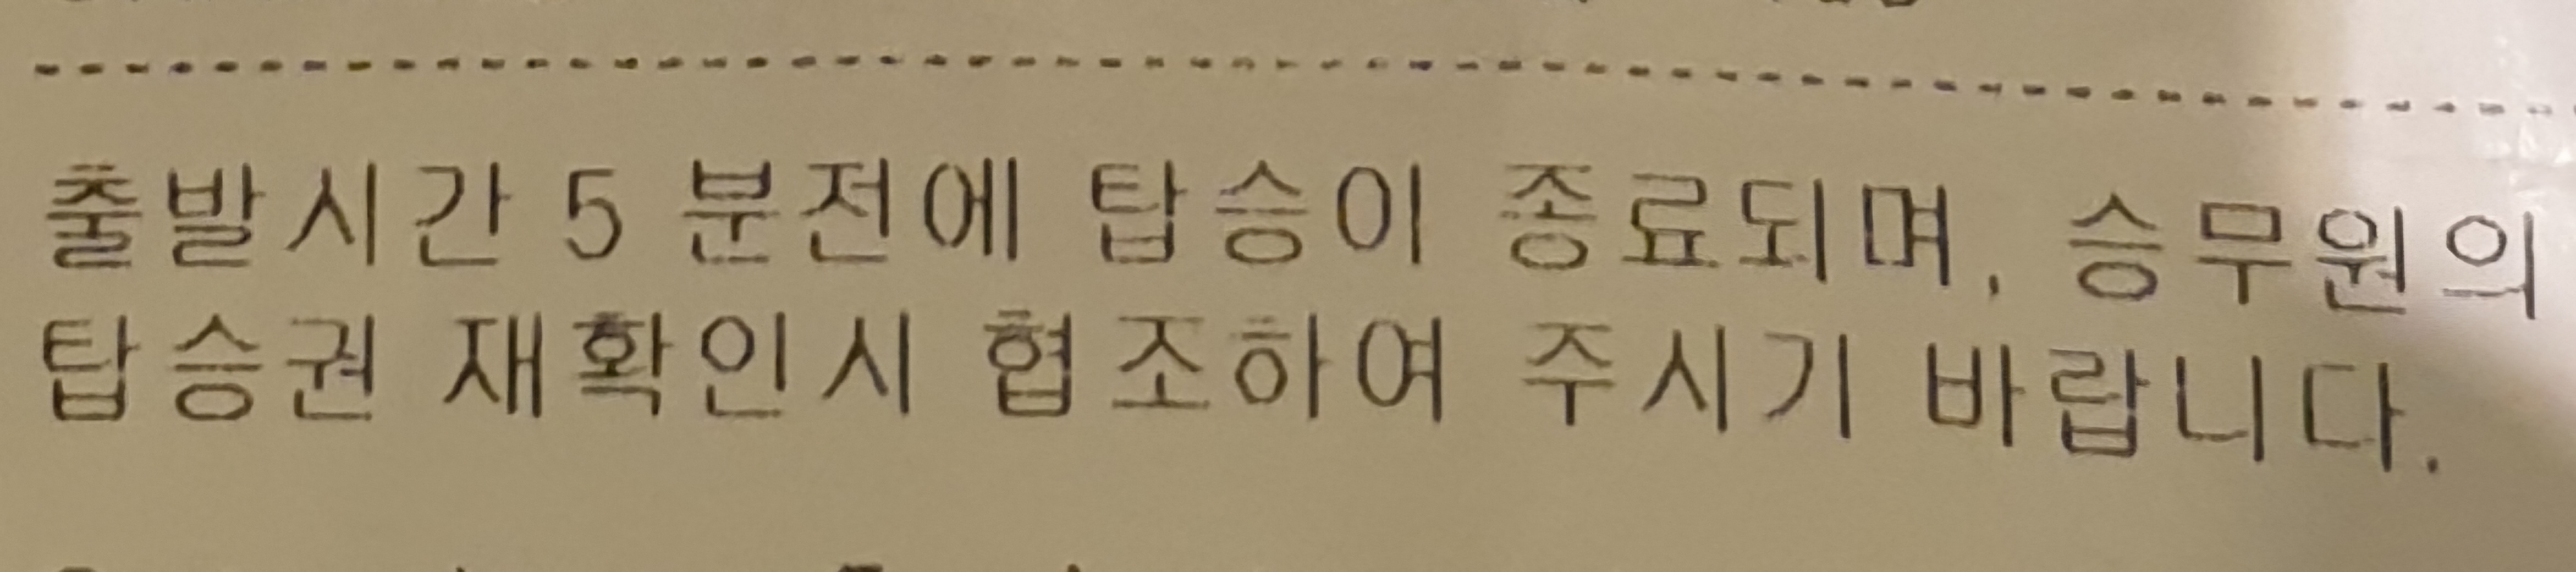 출발시간 5 분전에 탑승이 종료되며, 승무원의
탑승권 재확인시 협조하여 주시기 바랍니다.